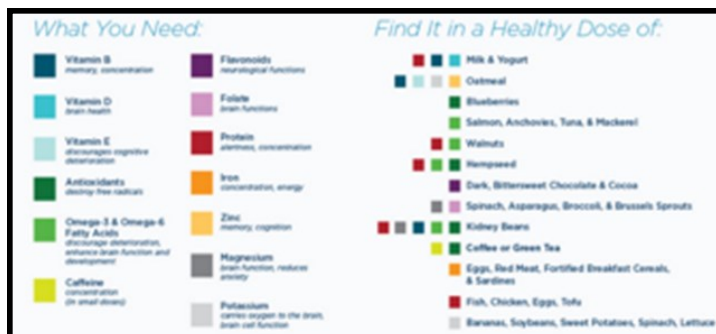 What You Need:
Vitamin B
memory, concentration
Vitamin D
brain health
Vitamin E
discourages cognitive
deterioration
Antioxidants
destroy free radicals
Omega-3 & Omega-6
Fatty Acids
discourage deterioration,
enhance brain function and
development
Caffeine
concentration
(in small doses)
Flavonoids
neurological functions
Folate
brain functions
Protein
alertness, concentration
Iron
concentration, energy
Zinc
memory, cognition
Magnesium
brain function, reduces
anxiety
Potassium
carries oxygen to the brain,
brain cell function
Find It in a Healthy Dose of:
Milk & Yogurt
Oatmeal
Blueberries
Salmon, Anchovies, Tuna, & Mackerel
Walnuts
Hempseed
Dark, Bittersweet Chocolate & Cocoa
Spinach, Asparagus, Broccoli, & Brussels Sprouts
Kidney Beans
Coffee or Green Tea
Eggs, Red Meat, Fortified Breakfast Cereals,
& Sardines
Fish, Chicken, Eggs, Tofu
Bananas, Soybeans, Sweet Potatoes, Spinach, Lettuce